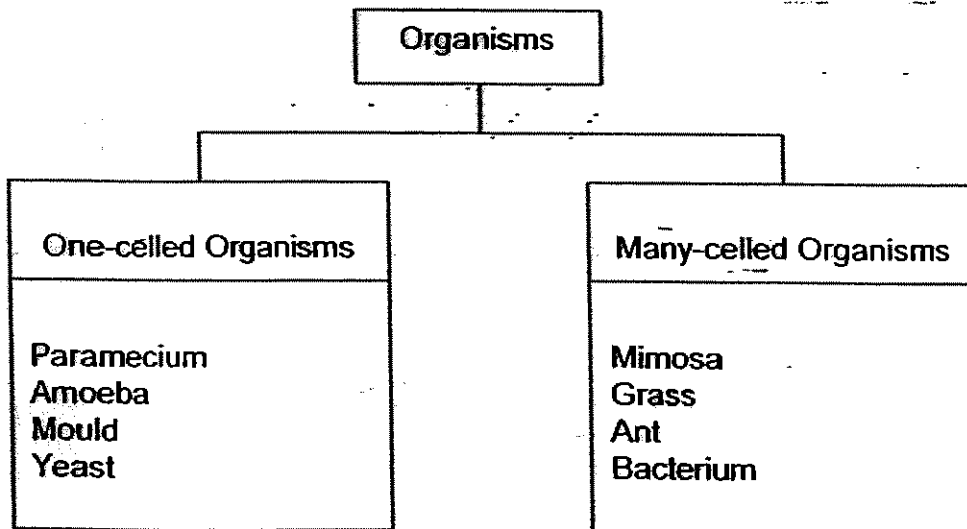 Organisms
One-celled Organisms
Many-celled Organisms
Paramecium
Amoeba
Mould
Yeast
Mimosa
Grass
Ant
Bacterium